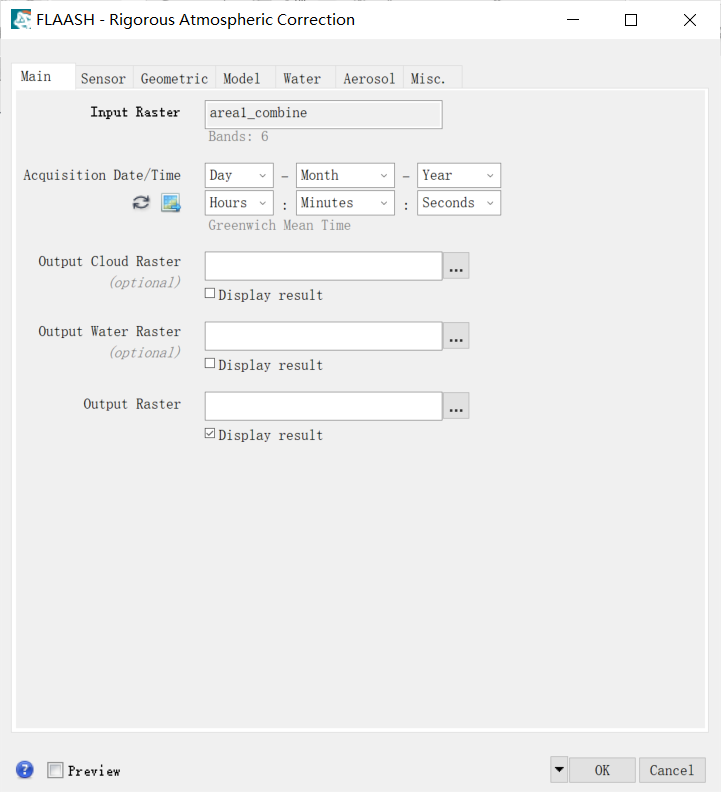 FLAASH - Rigorous Atmospheric Correction
Main Sensor Geometric Model Water Aerosol Misc.
Input Raster area1_combine
Bands: 6
Acquisition Date/Time Day - Month - Year
Hours : Minutes : Seconds
Greenwich Mean Time
Output Cloud Raster ...
(optional)
Display result
Output Water Raster ...
(optional)
Display result
Output Raster ...
Display result
? Preview OK Cancel